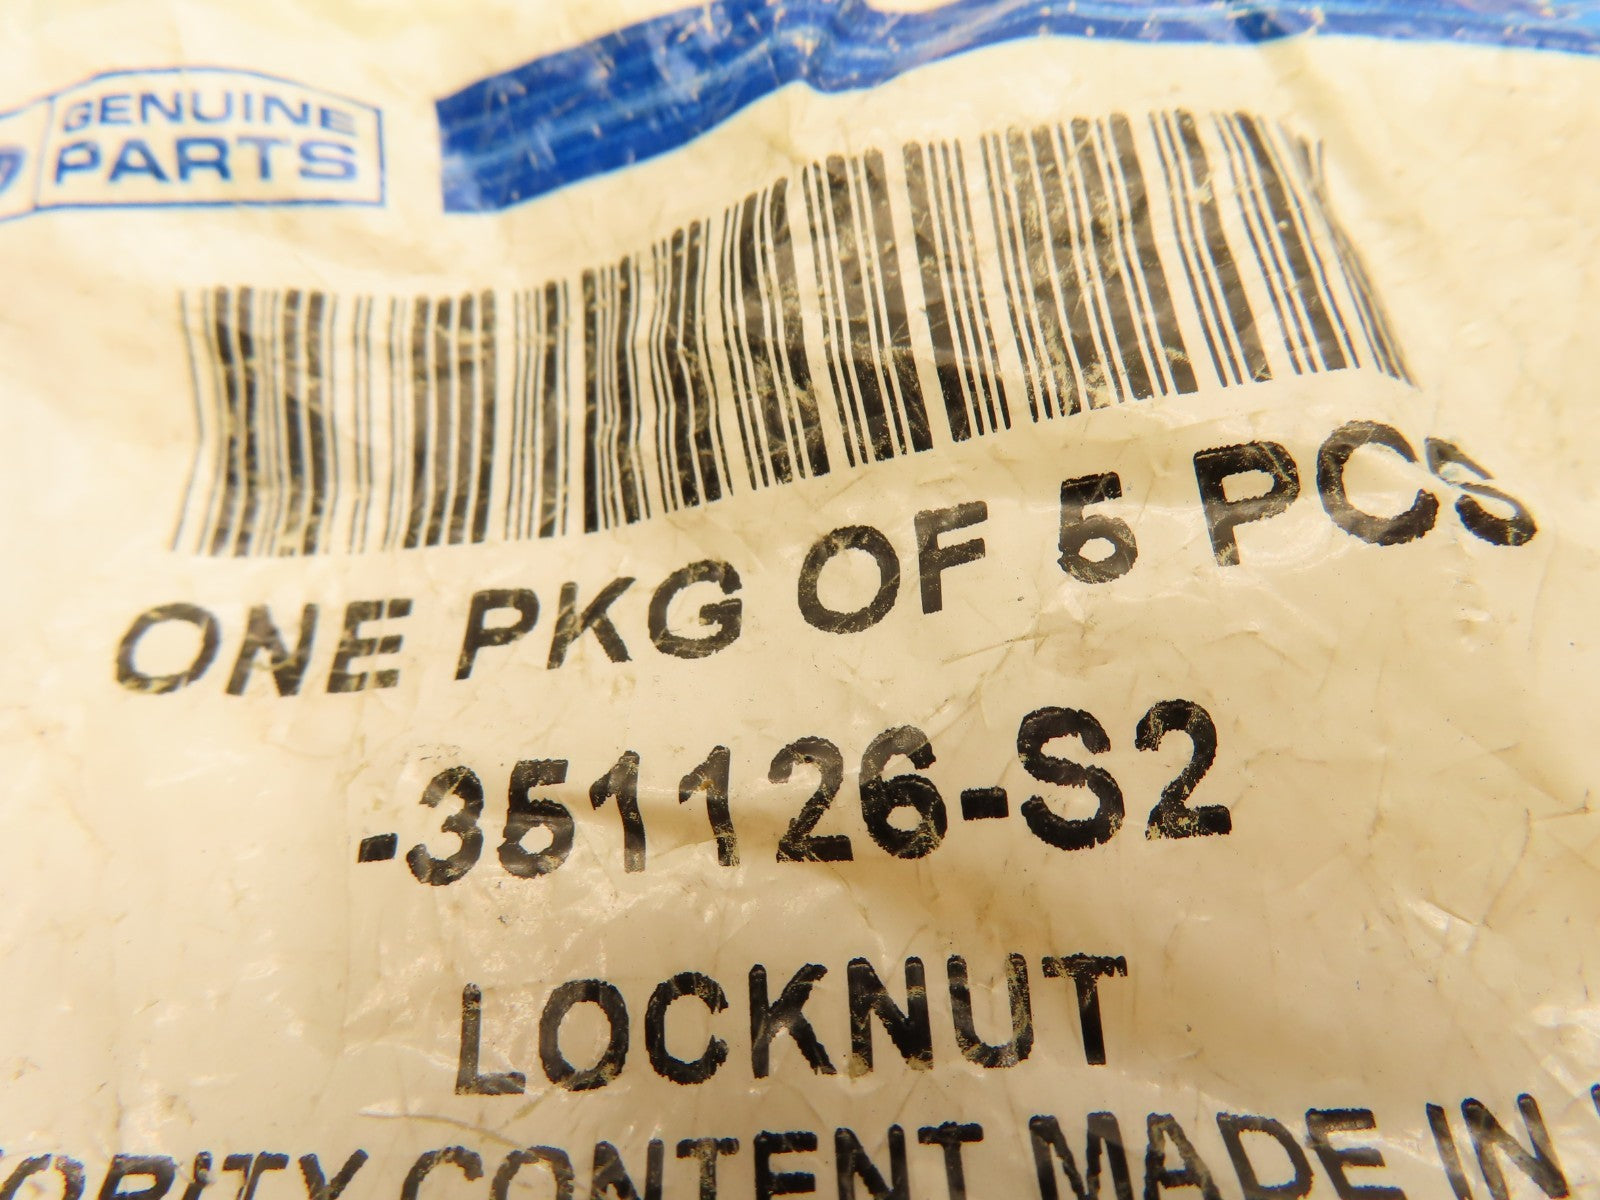 GENUINE
PARTS
ONE PKG OF 5 PCS
-351126-S2
LOCKNUT
CONTENT MADE IN